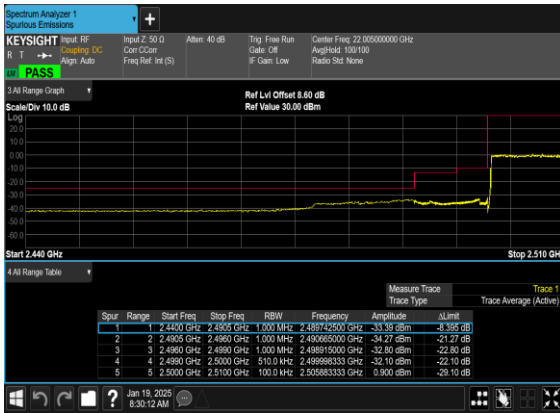 Spectrum Analyzer 1
Spurious Emissions
KEYSIGHT Input: RF Input Z: 50 Ω Atten: 40 dB Trig: Free Run Center Freq: 22.005000000 GHz
R T Coupling: DC Corr CCorr Gate: Off Avg|Hold: 100/100
Align: Auto Freq Ref: Int (S) IF Gain: Low Radio Std: None
LXI PASS
3 All Range Graph
Ref Lvl Offset 8.60 dB
Scale/Div 10.0 dB Ref Value 30.00 dBm
Log
20.0
10.0
0.00
-10.0
-20.0
-30.0
-40.0
-50.0
-60.0
Start 2.440 GHz Stop 2.510 GH
4 All Range Table
Measure Trace Trace 1
Trace Type Trace Average (Active)
Spur Range Start Freq Stop Freq RBW Frequency Amplitude ΔLimit
1 1 2.4400 GHz 2.4905 GHz 1.000 MHz 2.489742500 GHz -33.39 dBm -8.395 dB
2 2 2.4905 GHz 2.4960 GHz 1.000 MHz 2.490665000 GHz -34.27 dBm -21.27 dB
3 3 2.4960 GHz 2.4990 GHz 1.000 MHz 2.498915000 GHz -32.80 dBm -22.80 dB
4 4 2.4990 GHz 2.5000 GHz 510.0 kHz 2.499998333 GHz -32.10 dBm -22.10 dB
5 5 2.5000 GHz 2.5100 GHz 100.0 kHz 2.505883333 GHz 0.900 dBm -29.10 dB
Jan 19, 2025
8:30:12 AM